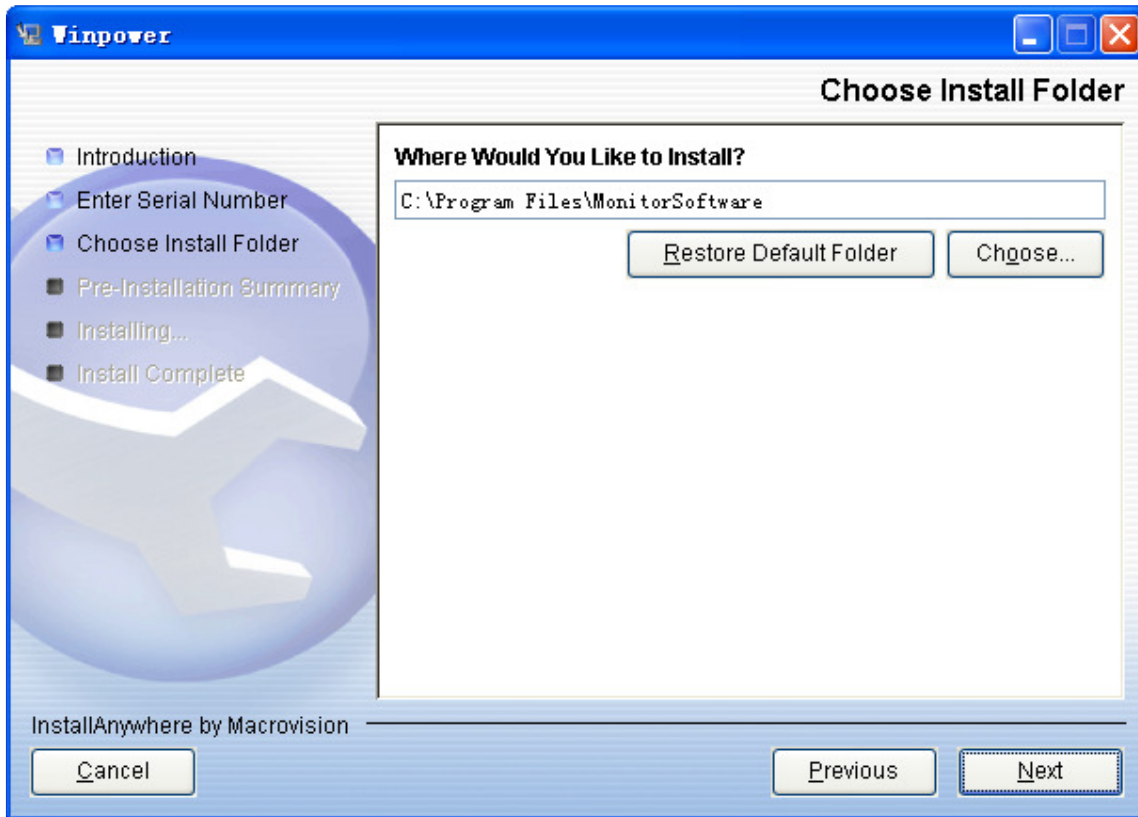 Winpower
Choose Install Folder
Introduction
Enter Serial Number
Choose Install Folder
Pre-Installation Summary
Installing...
Install Complete
Where Would You Like to Install?
C:\Program Files\MonitorSoftware
Restore Default Folder
Choose...
InstallAnywhere by Macrovision
Cancel
Previous
Next